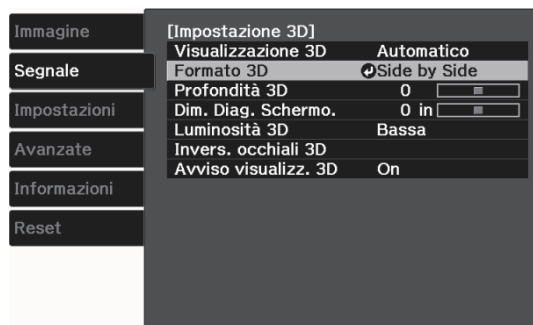 Immagine
Segnale
Impostazioni
Avanzate
Informazioni
Reset
[Impostazione 3D]
Visualizzazione 3D Automatico
Formato 3D Side by Side
Profondità 3D 0
Dim. Diag. Schermo. 0 in
Luminosità 3D Bassa
Invers. occhiali 3D
Avviso visualizz. 3D On